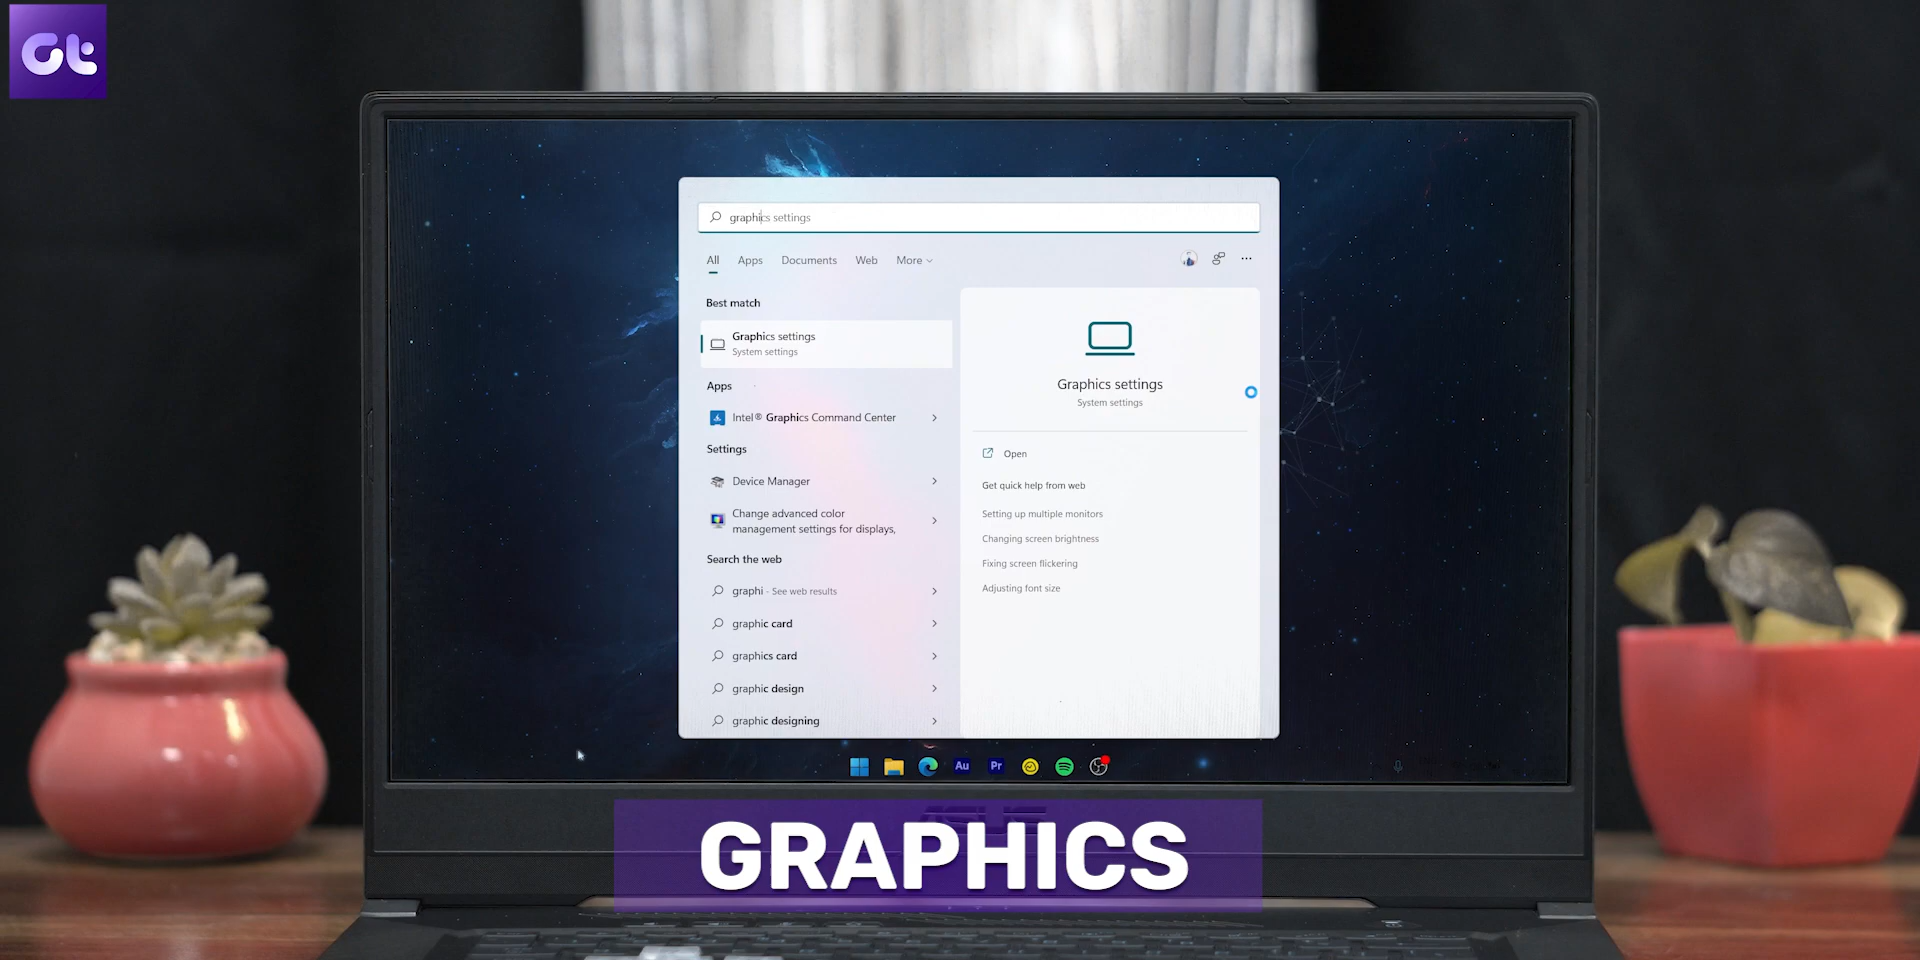 Gt
graphics settings
All Apps Documents Web More
Best match
Graphics settings
System settings
Apps
Intel® Graphics Command Center
Settings
Device Manager
Change advanced color
management settings for displays,
Search the web
graphi - See web results
graphic card
graphics card
graphic design
graphic designing
Graphics settings
System settings
Open
Get quick help from web
Setting up multiple monitors
Changing screen brightness
Fixing screen flickering
Adjusting font size
Au Pr
GRAPHICS